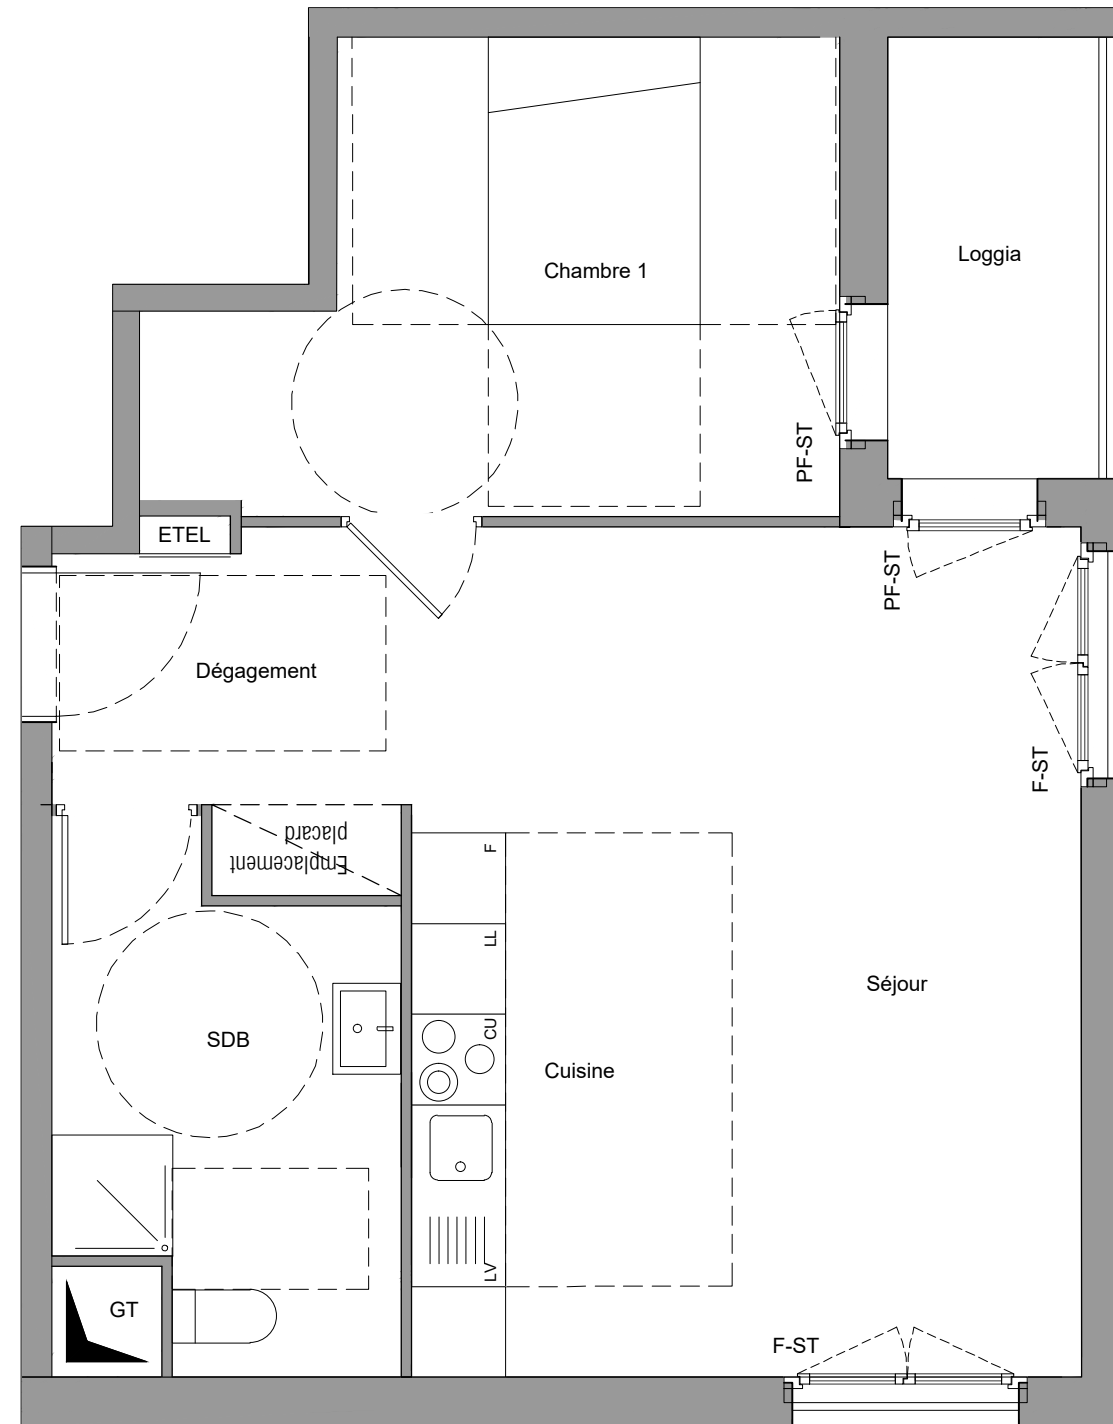 Loggia
Chambre 1
PF-ST
ETEL
PF-ST
Dégagement
F-ST
Emplacement
placard
F
LL
Séjour
CU
SDB
Cuisine
LV
GT
F-ST